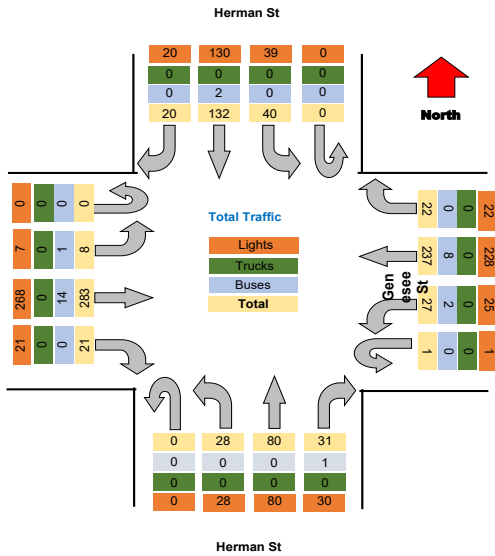 Herman St
20 130 39 0
0 0 0 0
0 2 0 0
20 132 40 0
North
0 0 0 0
7 0 1 8
268 0 14 283
21 0 0 21
Total Traffic
Lights
Trucks
Buses
Total
22 0 0 22
237 8 0 228
27 2 0 25
1 0 0 1
Gen
esee
St
0 28 80 31
0 0 0 1
0 0 0 0
0 28 80 30
Herman St